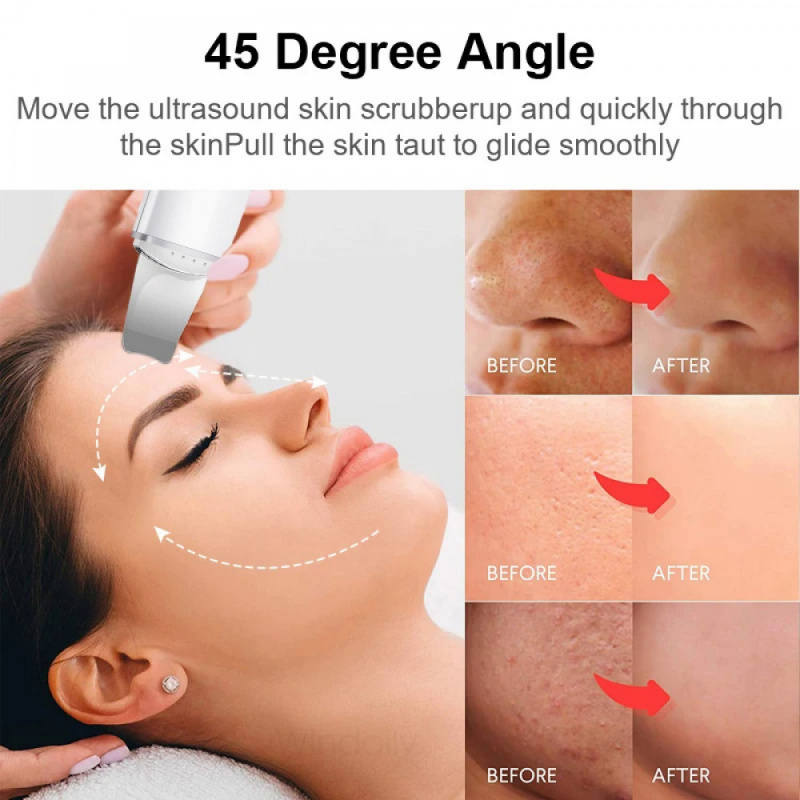 45 Degree Angle
Move the ultrasound skin scrubberup and quickly through
the skinPull the skin taut to glide smoothly
BEFORE
AFTER
BEFORE
AFTER
BEFORE
AFTER